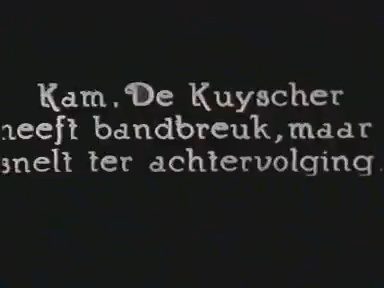 Kam. De Kuyscher
heeft bandbreuk, maar
snelt ter achtervolging.